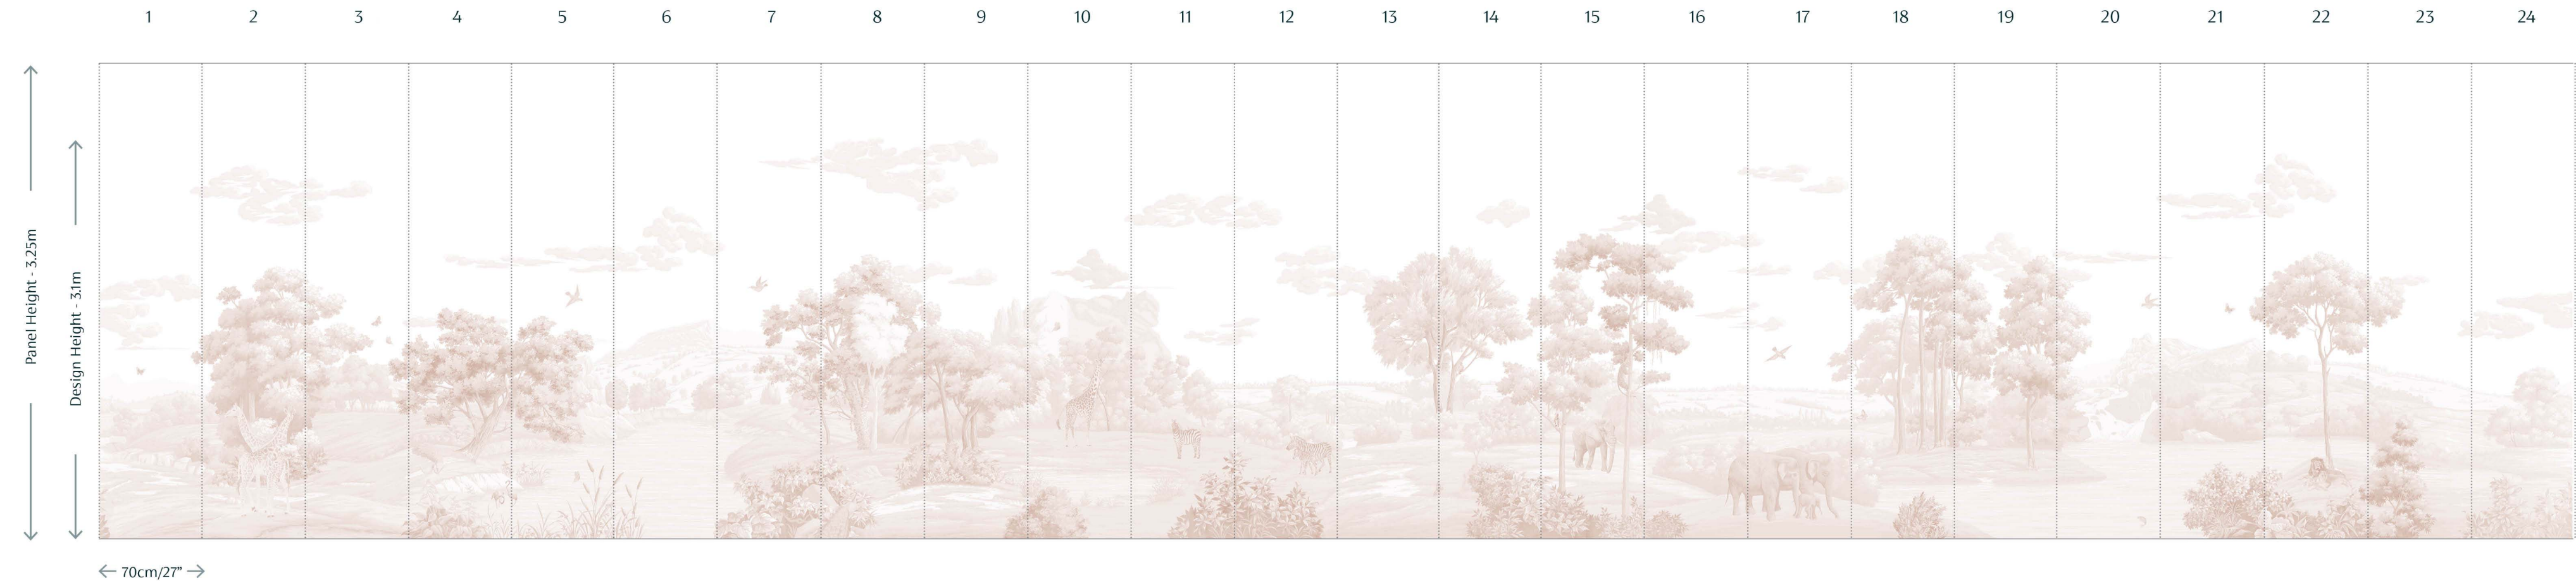 1 2 3 4 5 6 7 8 9 10 11 12 13 14 15 16 17 18 19 20 21 22 23 24
Panel Height - 3.25m
Design Height - 3.1m
70cm/27”